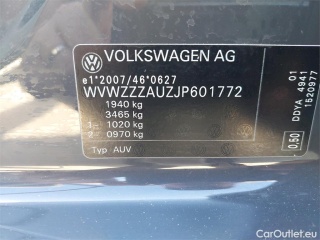 VOLKSWAGEN AG
e1*2007/46*0627
WVWZZZAUZJP601772
1940 kg
3465 kg
1– 1020 kg
2– 0970 kg
Typ AUV
0.50
DDYA 4941 01
1520977
CarOutlet.eu